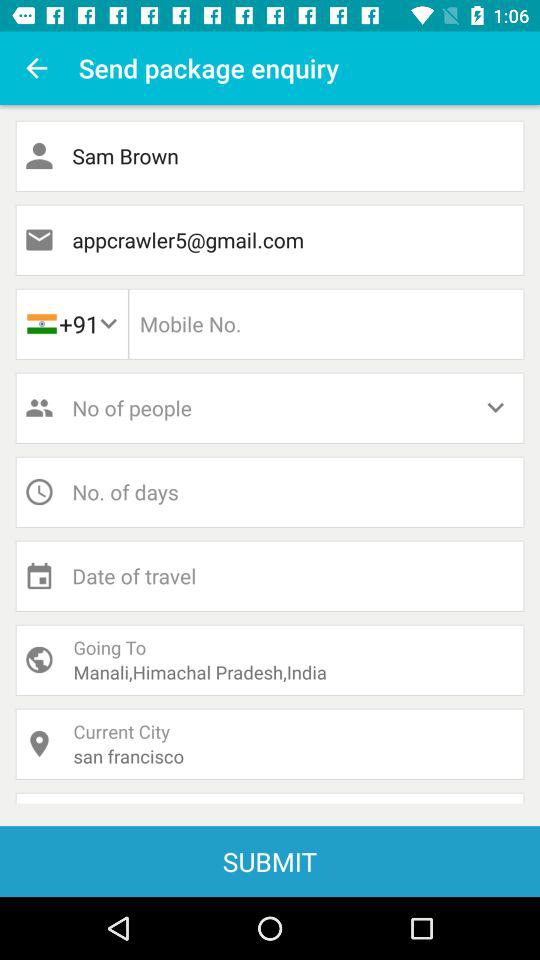 1:06
Send package enquiry
Sam Brown
appcrawler5@gmail.com
+91 Mobile No.
No of people
No. of days
Date of travel
Going To
Manali,Himachal Pradesh,India
Current City
san francisco
SUBMIT